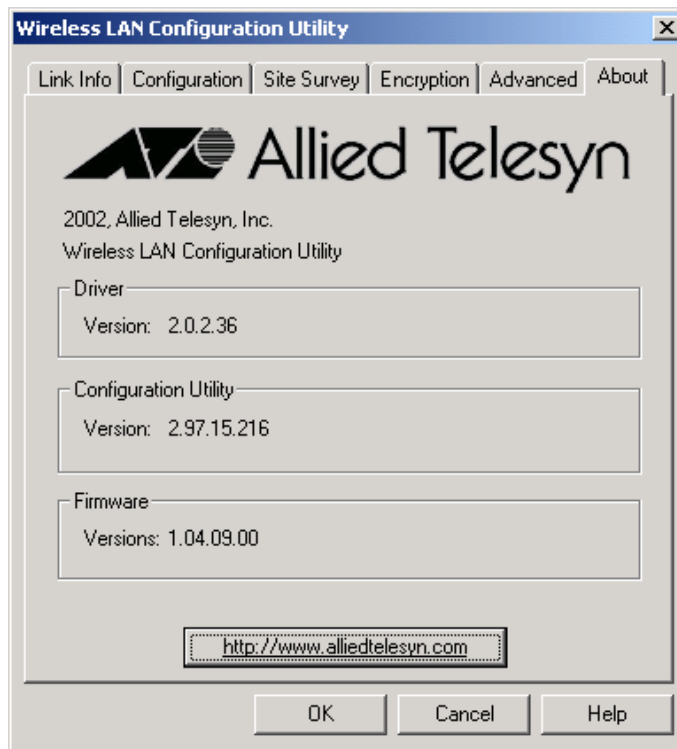 Wireless LAN Configuration Utility
Link Info Configuration Site Survey Encryption Advanced About
Allied Telesyn
2002, Allied Telesyn, Inc.
Wireless LAN Configuration Utility
Driver
Version: 2.0.2.36
Configuration Utility
Version: 2.97.15.216
Firmware
Versions: 1.04.09.00
http://www.alliedtelesyn.com
OK Cancel Help